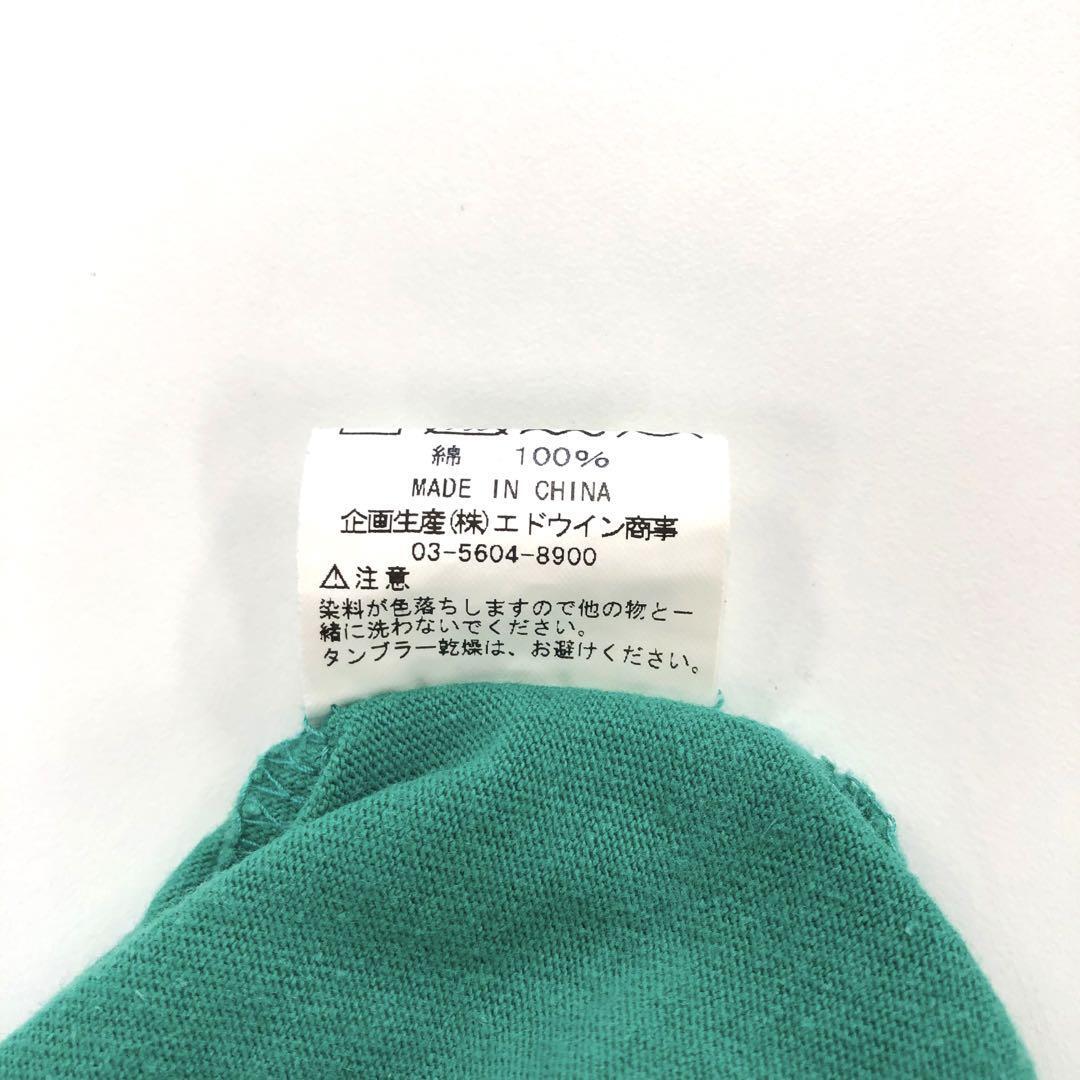 綿 100%
MADE IN CHINA
企画生産(株)エドウイン商事
03-5604-8900
⚠注意
染料が色落ちしますので他の物と一
緒に洗わないでください。
タンブラー乾燥は、お避けください。